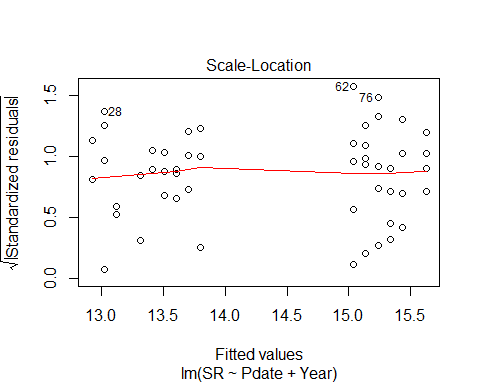 Scale-Location
√|Standardized residuals|
1.5
1.0
0.5
0.0
28
62
76
13.0 13.5 14.0 14.5 15.0 15.5
Fitted values
lm(SR ~ Pdate + Year)